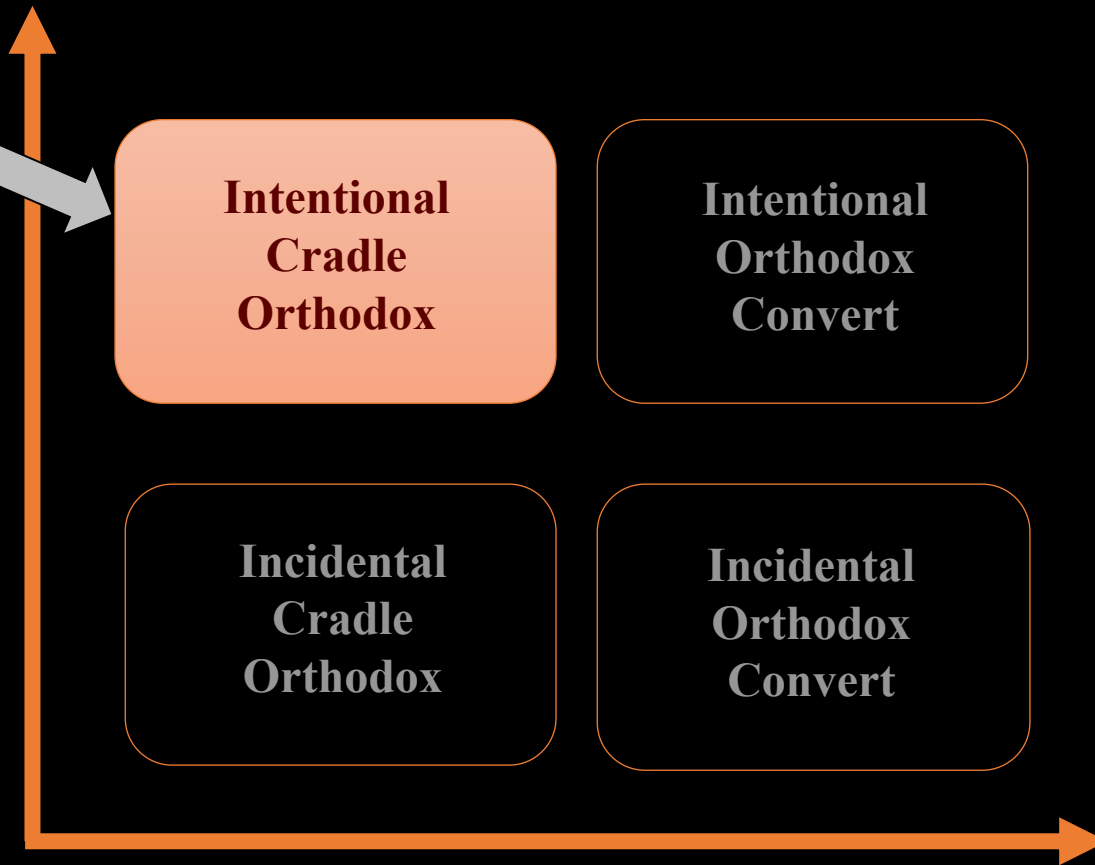 Intentional
Cradle
Orthodox
Intentional
Orthodox
Convert
Incidental
Cradle
Orthodox
Incidental
Orthodox
Convert